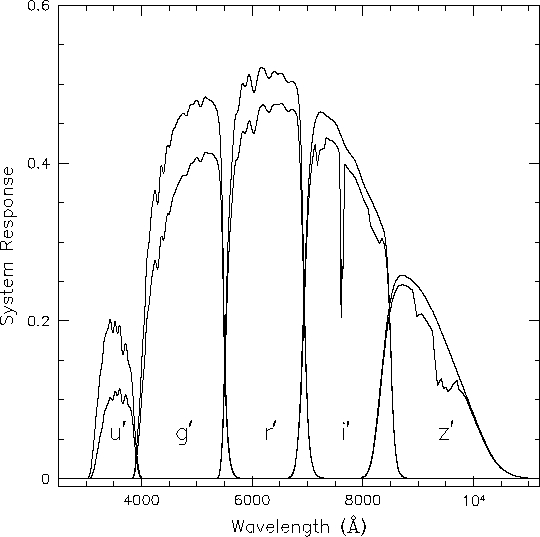 0.6
0.4
0.2
0
System Response
u'
g'
r'
i'
z'
4000
6000
8000
10⁴
Wavelength (Å)